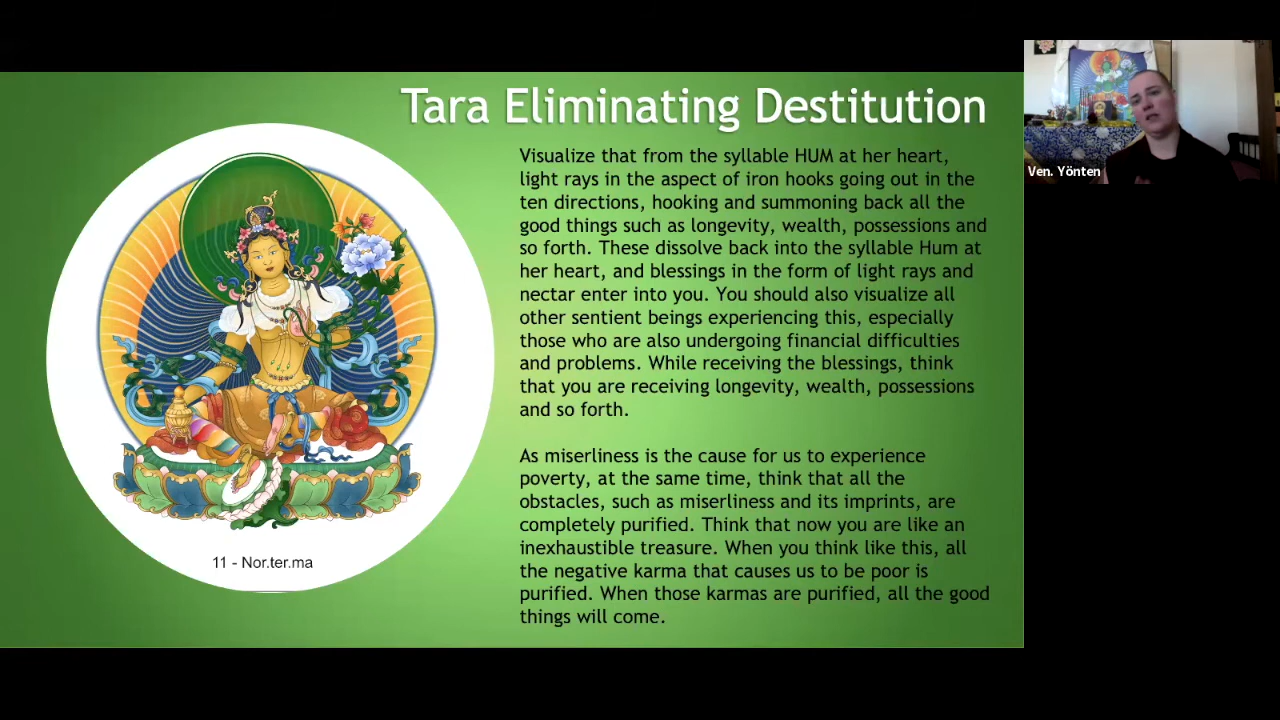 Tara Eliminating Destitution
Visualize that from the syllable HUM at her heart,
light rays in the aspect of iron hooks going out in the
ten directions, hooking and summoning back all the
good things such as longevity, wealth, possessions and
so forth. These dissolve back into the syllable Hum at
her heart, and blessings in the form of light rays and
nectar enter into you. You should also visualize all
other sentient beings experiencing this, especially
those who are also undergoing financial difficulties
and problems. While receiving the blessings, think
that you are receiving longevity, wealth, possessions
and so forth.
As miserliness is the cause for us to experience
poverty, at the same time, think that all the
obstacles, such as miserliness and its imprints, are
completely purified. Think that now you are like an
inexhaustible treasure. When you think like this, all
the negative karma that causes us to be poor is
purified. When those karmas are purified, all the good
things will come.
11 - Nor.ter.ma
Ven. Yönten